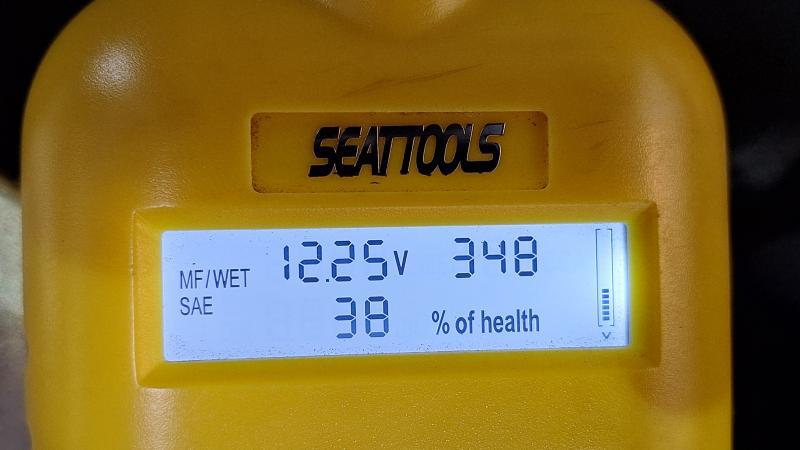 SEATTOOLS
MF/WET 12.25V 348
SAE 38 % of health